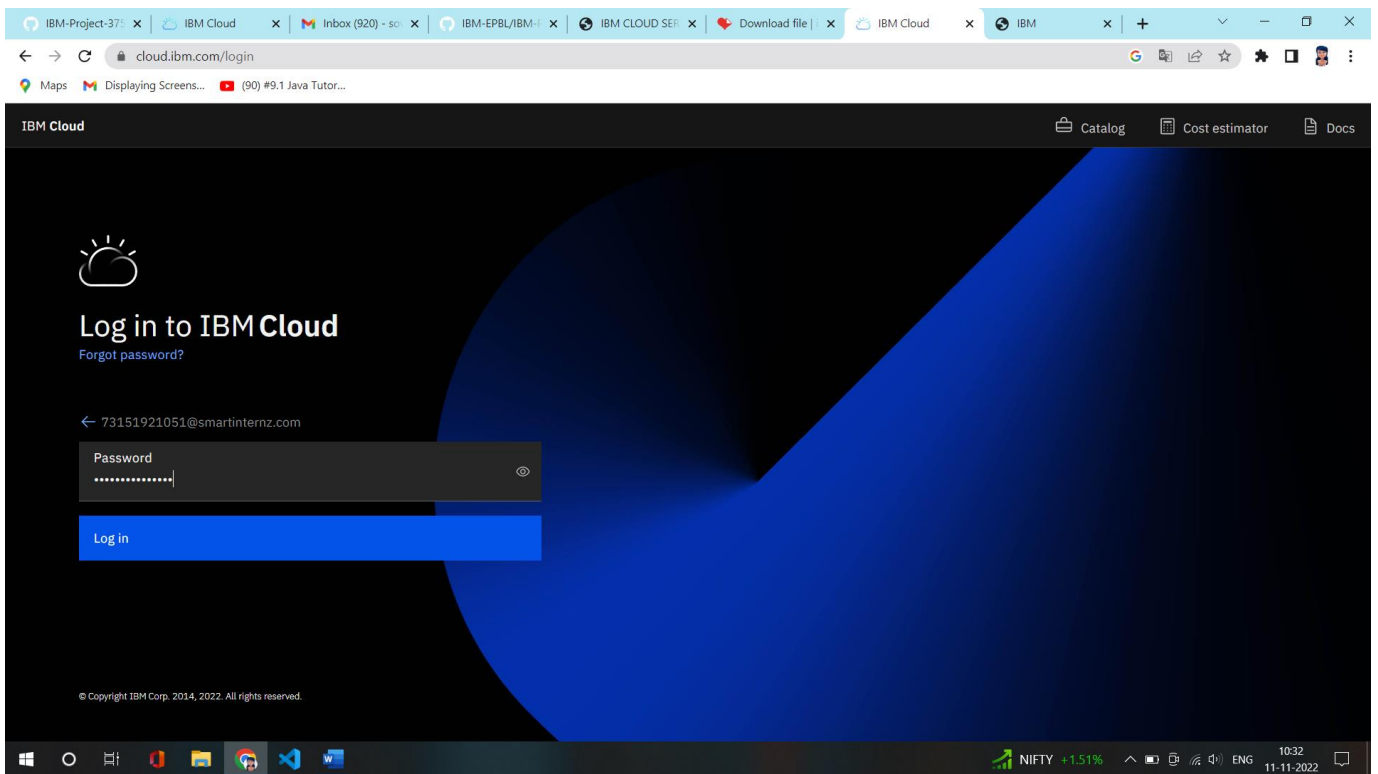 IBM-Project-375
IBM Cloud
Inbox (920) - so
IBM-EPBL/IBM-
IBM CLOUD SER
Download file |
IBM Cloud
IBM
cloud.ibm.com/login
Maps
Displaying Screens...
(90) #9.1 Java Tutor...
IBM Cloud
Catalog
Cost estimator
Docs
Log in to IBM Cloud
Forgot password?
73151921051@smartinternz.com
Password
•••••••••••••••
Log in
© Copyright IBM Corp. 2014, 2022. All rights reserved.
NIFTY +1.51%
ENG
10:32
11-11-2022